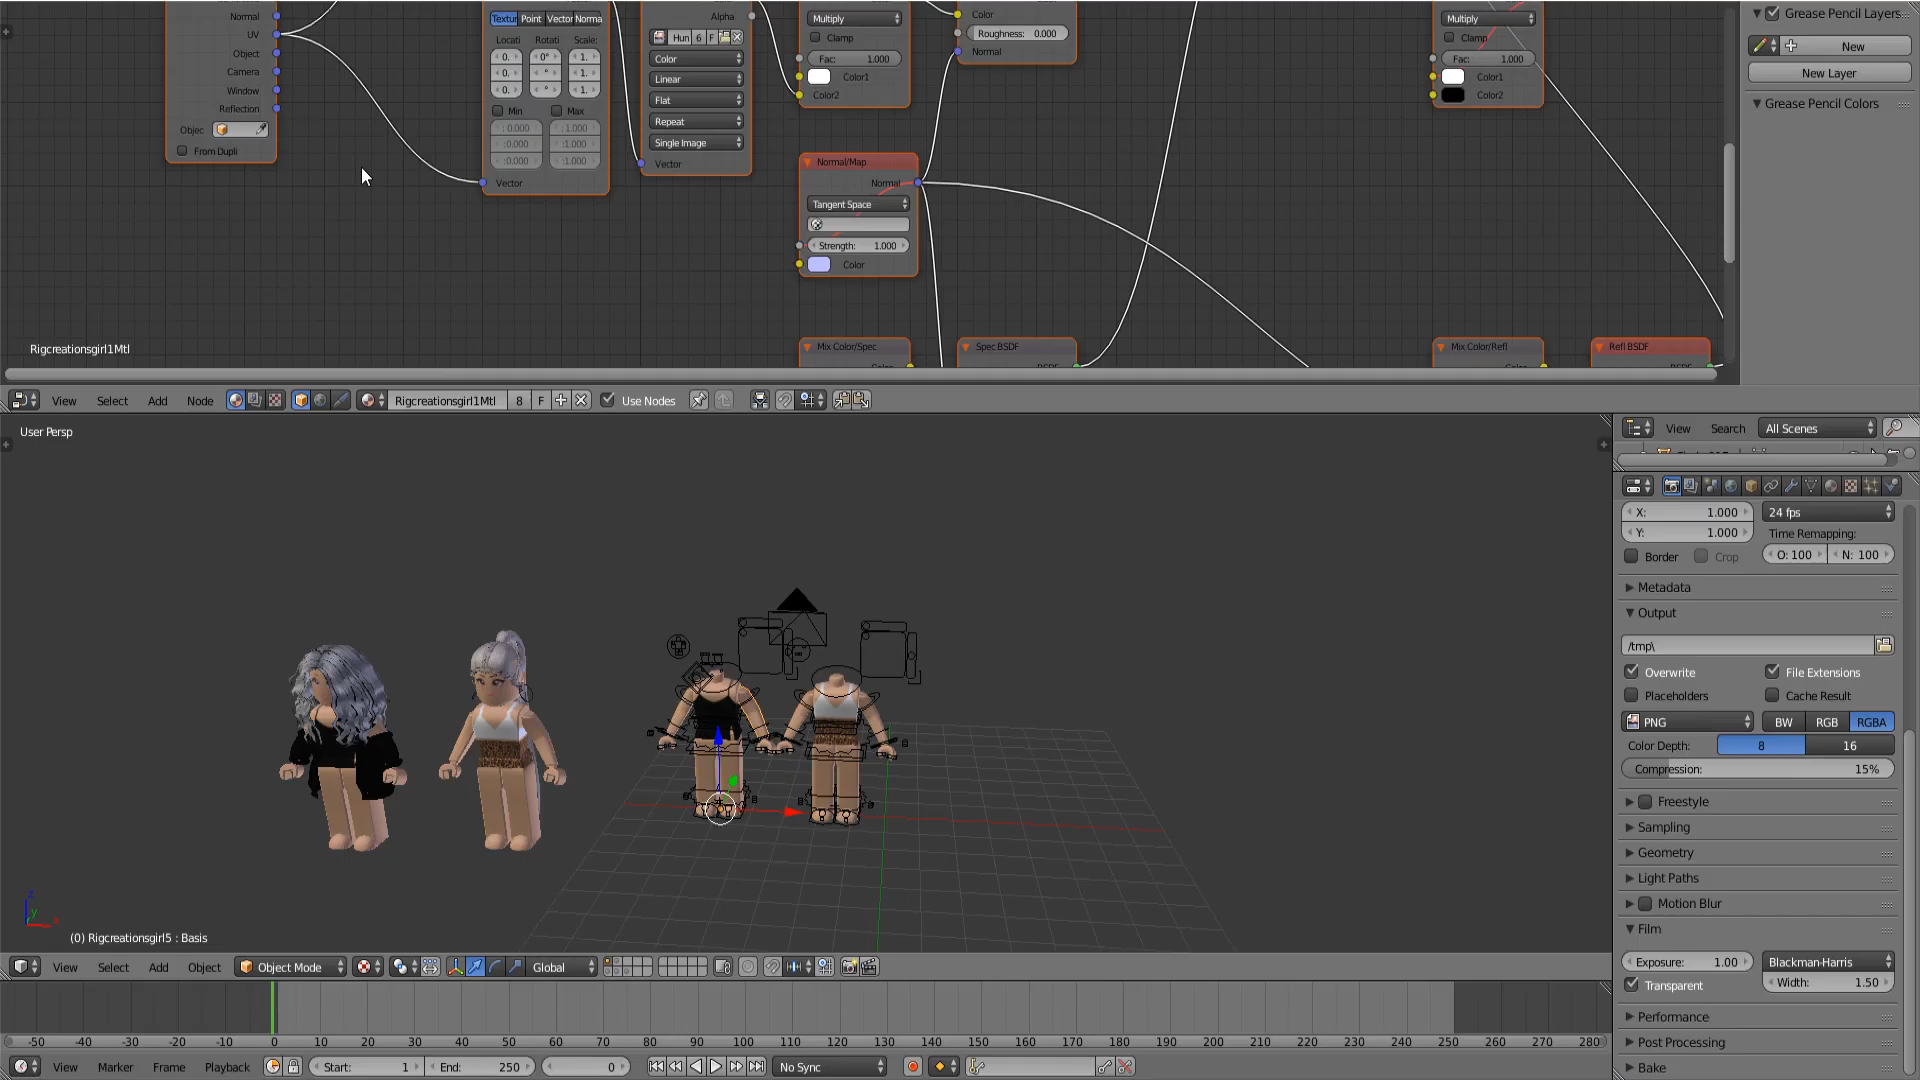 Normal
UV
Object
Camera
Window
Reflection
Objec
From Dupli
Textur Point Vector Norma
Locati Rotati Scale:
0. 0° 1.
0. ° 1.
0. ° 1.
Min Max
: 0.000 :1.000
:0.000 :1.000
:0.000 :1.000
Vector
Alpha
Hun 6 F
Color
Linear
Flat
Repeat
Single Image
Vector
Multiply
Clamp
Fac: 1.000
Color1
Color2
Color
Roughness: 0.000
Normal
Normal/Map
Normal
Tangent Space
Strength: 1.000
Color
Mix Color/Spec
Spec BSDF
BSDF
Multiply
Clamp
Fac: 1.000
Color1
Color2
Mix Color/Refl
Refl BSDF
Rigcreationsgirl1Mtl
Grease Pencil Layers
New
New Layer
Grease Pencil Colors
View Select Add Node Rigcreationsgirl1Mtl 8 F Use Nodes
User Persp
(0) Rigcreationsgirl5 : Basis
View Select Add Object Object Mode Global
View Search All Scenes
X: 1.000 24 fps
Y: 1.000 Time Remapping:
Border Crop O: 100 N: 100
Metadata
Output
/tmp\
Overwrite File Extensions
Placeholders Cache Result
PNG BW RGB RGBA
Color Depth: 8 16
Compression: 15%
Freestyle
Sampling
Geometry
Light Paths
Motion Blur
Film
Exposure: 1.00 Blackman-Harris
Transparent Width: 1.50
Performance
Post Processing
Bake
-50 -40 -30 -20 -10 0 10 20 30 40 50 60 70 80 90 100 110 120 130 140 150 160 170 180 190 200 210 220 230 240 250 260 270 280
View Marker Frame Playback Start: 1 End: 250 0 No Sync